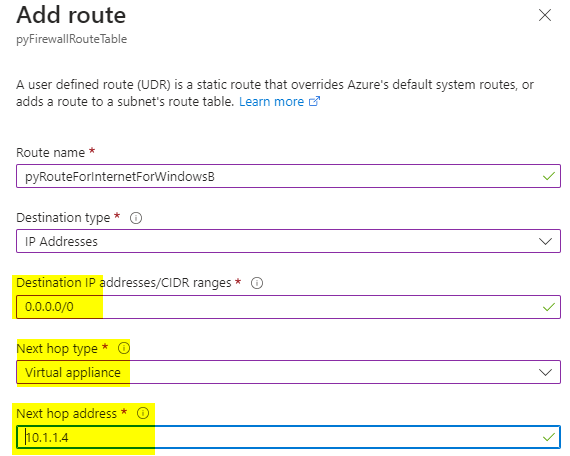 Add route
pyFirewallRouteTable
A user defined route (UDR) is a static route that overrides Azure's default system routes, or
adds a route to a subnet's route table. Learn more
Route name *
pyRouteForInternetForWindowsB
Destination type *
IP Addresses
Destination IP addresses/CIDR ranges *
0.0.0.0/0
Next hop type *
Virtual appliance
Next hop address *
10.1.1.4